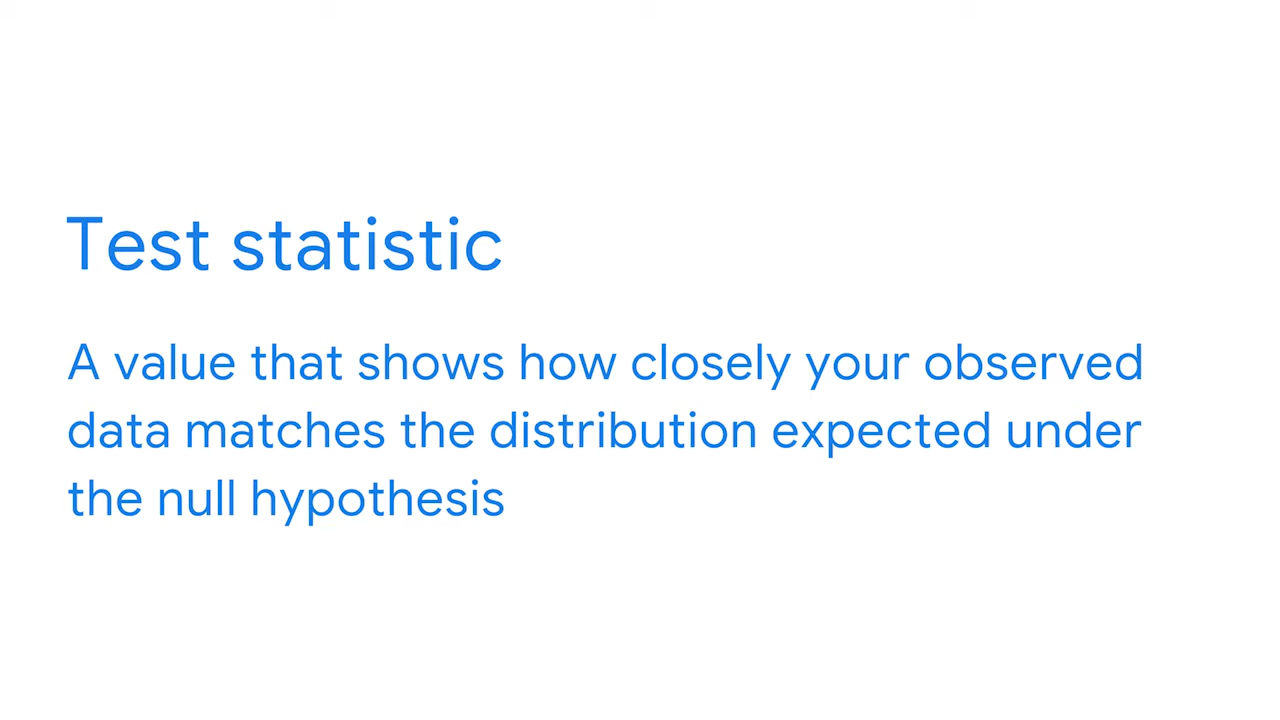 Test statistic
A value that shows how closely your observed
data matches the distribution expected under
the null hypothesis